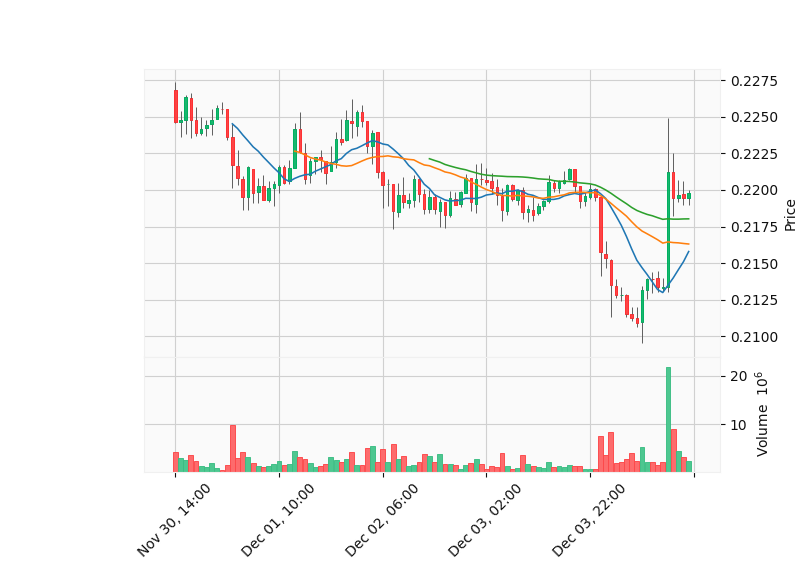 0.2275
0.2250
0.2225
0.2200
0.2175
0.2150
0.2125
0.2100
Price
20
10
Volume 10⁶
Nov 30, 14:00
Dec 01, 10:00
Dec 02, 06:00
Dec 03, 02:00
Dec 03, 22:00